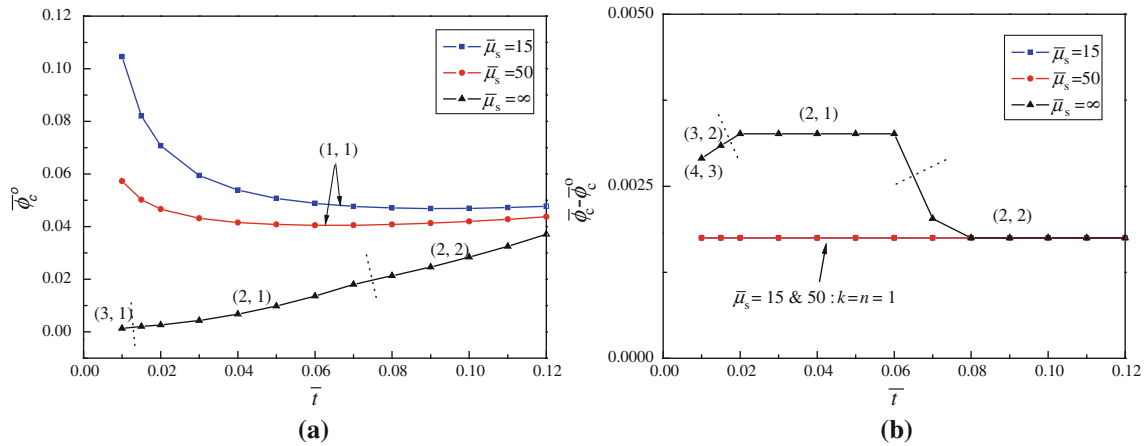 0.12
0.10
0.08
0.06
0.04
0.02
0.00
0.00 0.02 0.04 0.06 0.08 0.10 0.12
φ̄c^o
t̄
μ̄s=15
μ̄s=50
μ̄s=∞
(1, 1)
(2, 2)
(2, 1)
(3, 1)
(a)
0.0050
0.0025
0.0000
0.00 0.02 0.04 0.06 0.08 0.10 0.12
φ̄c-φ̄c^o
t̄
μ̄s=15
μ̄s=50
μ̄s=∞
(2, 1)
(3, 2)
(4, 3)
(2, 2)
μ̄s=15 & 50 : k=n=1
(b)